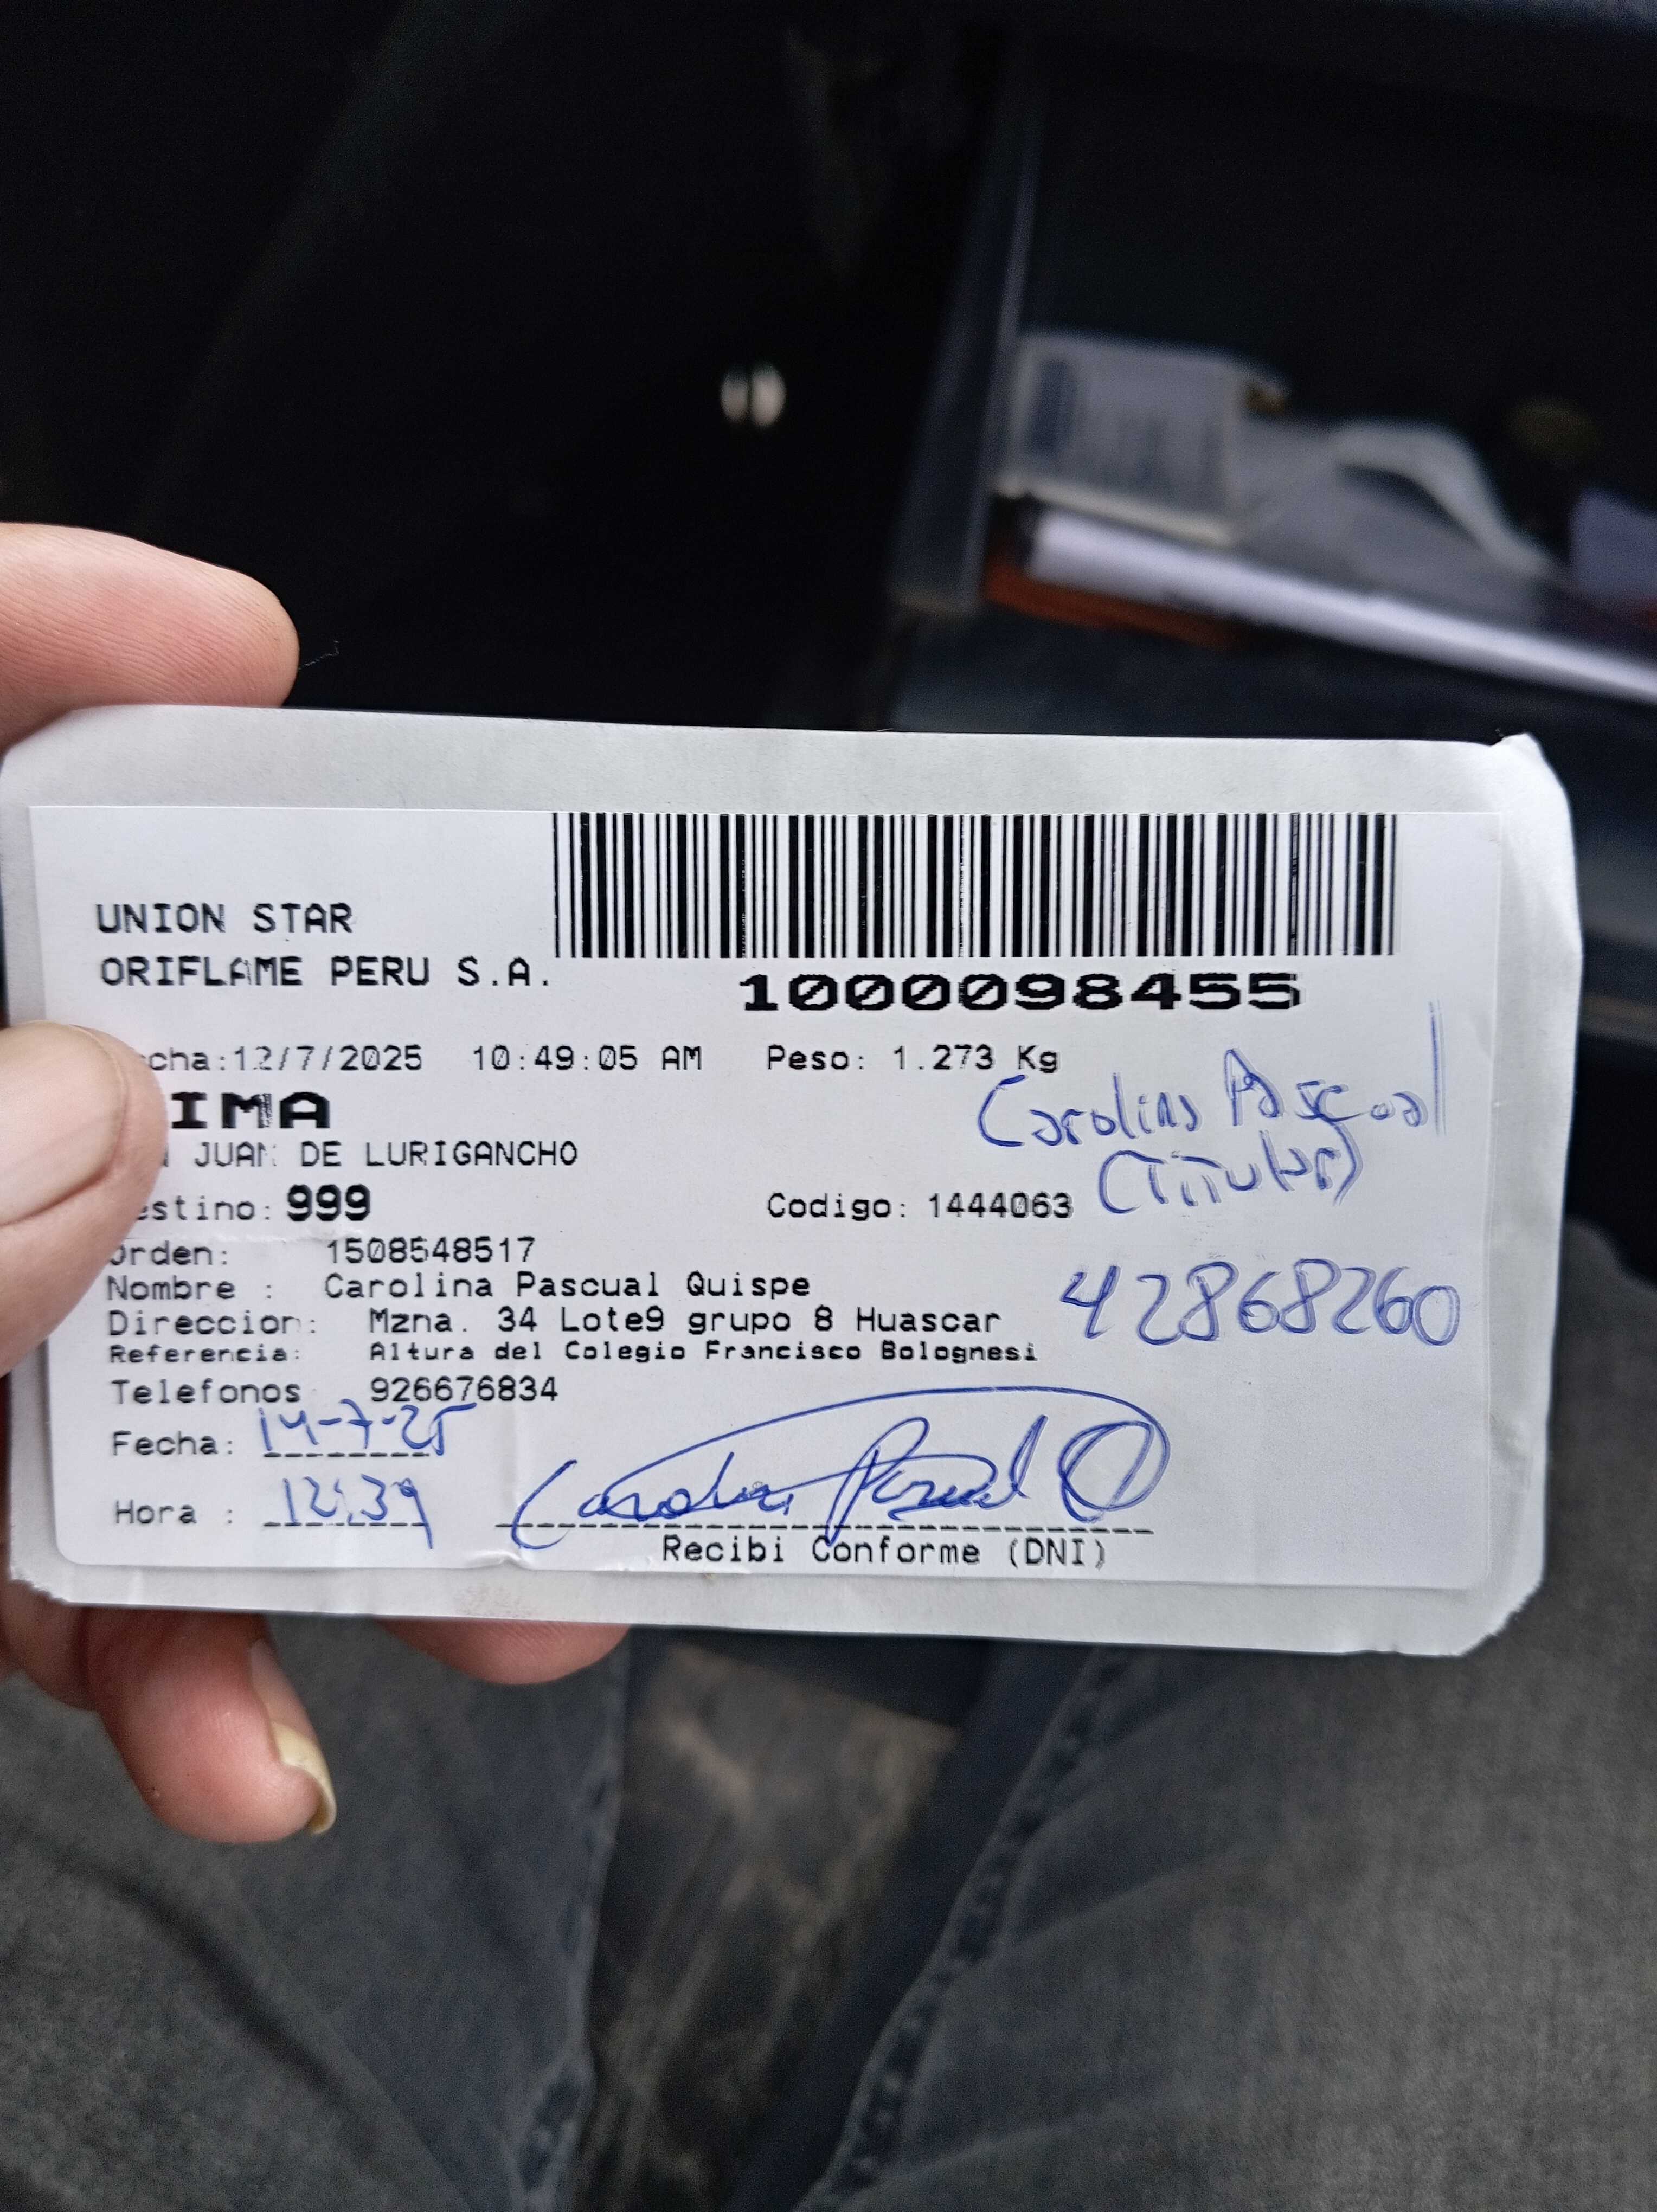 UNION STAR
ORIFLAME PERU S.A.
1000098455
cha:12/7/2025 10:49:05 AM Peso: 1.273 Kg
IMA
JUAN DE LURIGANCHO
Carolina Pascual
(Titular)
estino: 999 Codigo: 1444063
Orden: 1508548517
Nombre : Carolina Pascual Quispe
42868260
Direccion: Mzna. 34 Lote9 grupo 8 Huascar
Referencia: Altura del Colegio Francisco Bolognesi
Telefonos 926676834
Fecha: 14-7-25
Hora : 12:39
Carolina Pascual Q
Recibi Conforme (DNI)